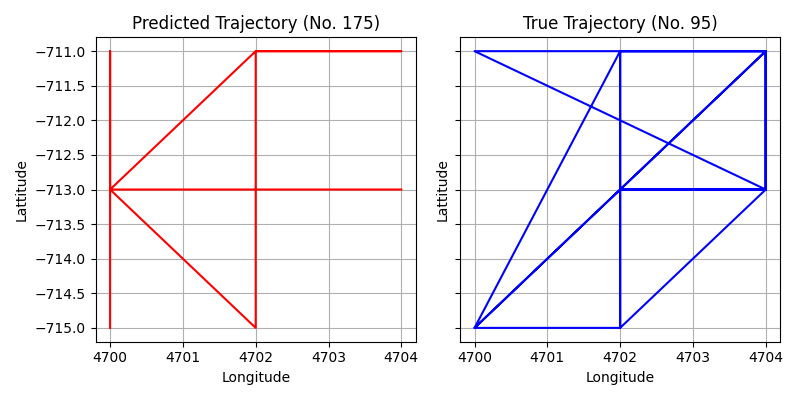 Predicted Trajectory (No. 175)
True Trajectory (No. 95)
−711.0
−711.5
−712.0
−712.5
−713.0
−713.5
−714.0
−714.5
−715.0
Lattitude
Lattitude
4700 4701 4702 4703 4704
4700 4701 4702 4703 4704
Longitude
Longitude